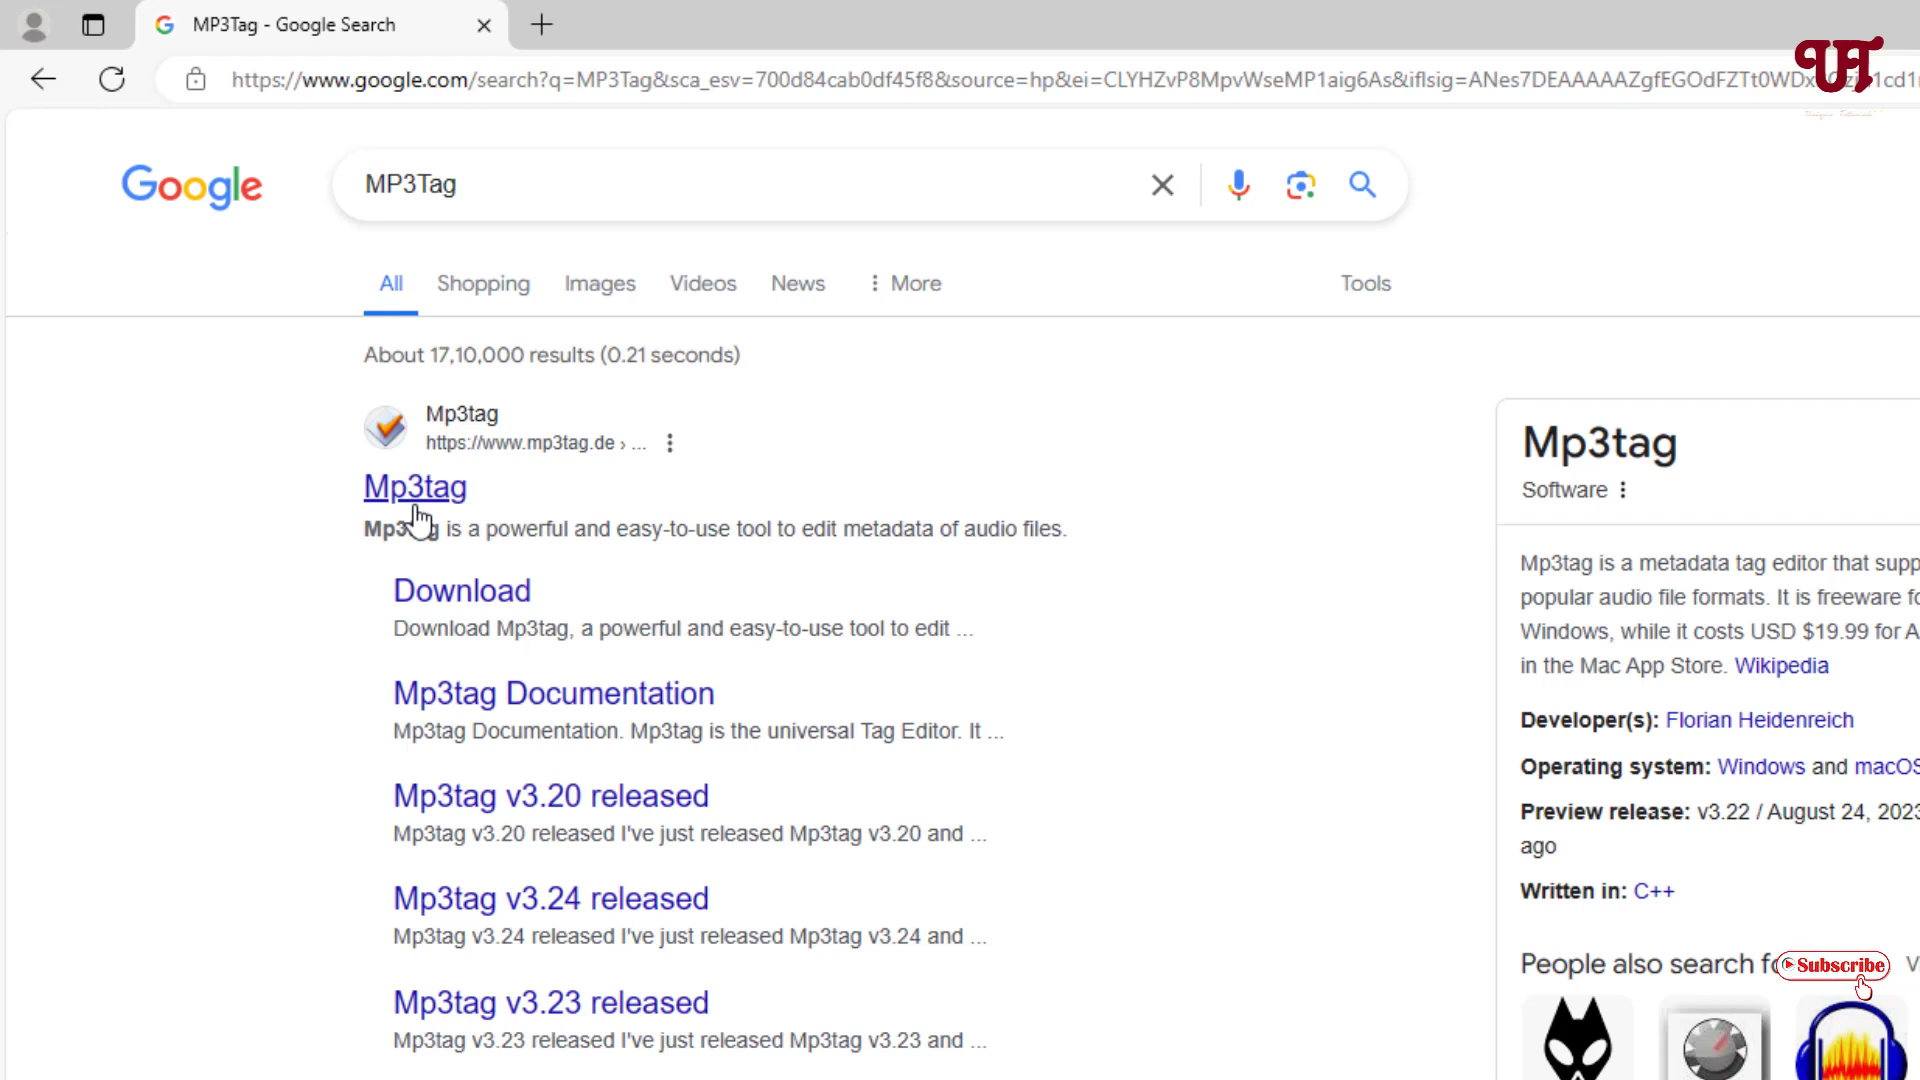 MP3Tag - Google Search
UT
https://www.google.com/search?q=MP3Tag&sca_esv=700d84cab0df45f8&source=hp&ei=CLYHZvP8MpvWseMP1aig6As&iflsig=ANes7DEAAAAAZgfEGOdFZTt0WDx
Google
MP3Tag
All Shopping Images Videos News More Tools
About 17,10,000 results (0.21 seconds)
Mp3tag
https://www.mp3tag.de › ...
Mp3tag
Mp3tag is a powerful and easy-to-use tool to edit metadata of audio files.
Download
Download Mp3tag, a powerful and easy-to-use tool to edit ...
Mp3tag Documentation
Mp3tag Documentation. Mp3tag is the universal Tag Editor. It ...
Mp3tag v3.20 released
Mp3tag v3.20 released I've just released Mp3tag v3.20 and ...
Mp3tag v3.24 released
Mp3tag v3.24 released I've just released Mp3tag v3.24 and ...
Mp3tag v3.23 released
Mp3tag v3.23 released I've just released Mp3tag v3.23 and ...
Mp3tag
Software
Mp3tag is a metadata tag editor that supp
popular audio file formats. It is freeware fo
Windows, while it costs USD $19.99 for A
in the Mac App Store. Wikipedia
Developer(s): Florian Heidenreich
Operating system: Windows and macOS
Preview release: v3.22 / August 24, 2023
ago
Written in: C++
People also search fo
Subscribe